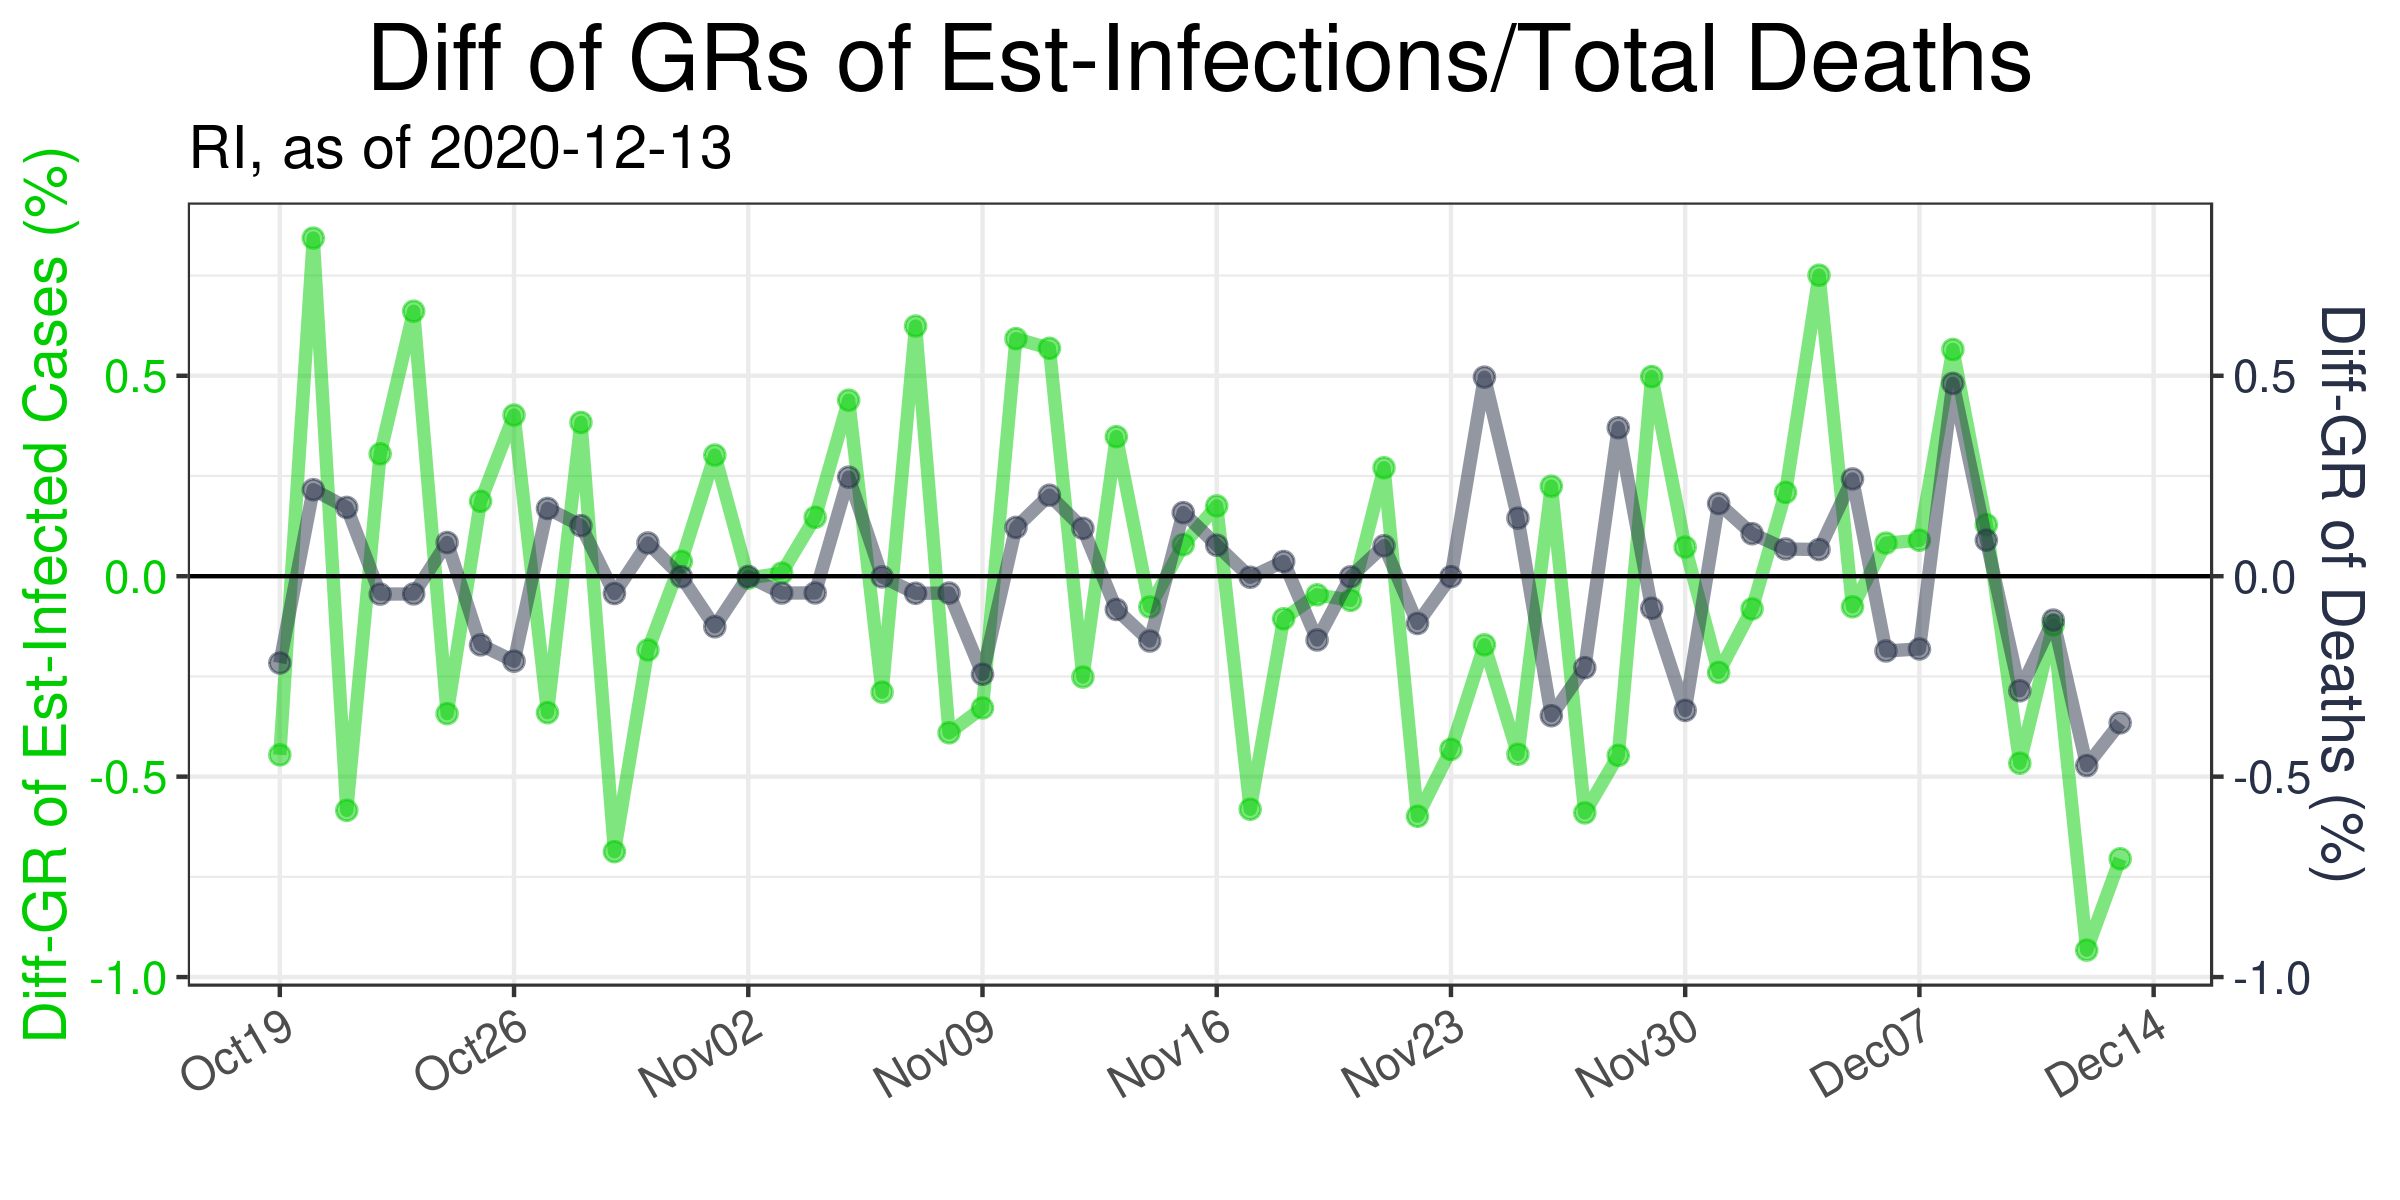 Diff of GRs of Est-Infections/Total Deaths
RI, as of 2020-12-13
Diff-GR of Est-Infected Cases (%)
0.5
0.0
-0.5
-1.0
0.5
0.0
-0.5
-1.0
Diff-GR of Deaths (%)
Oct19
Oct26
Nov02
Nov09
Nov16
Nov23
Nov30
Dec07
Dec14